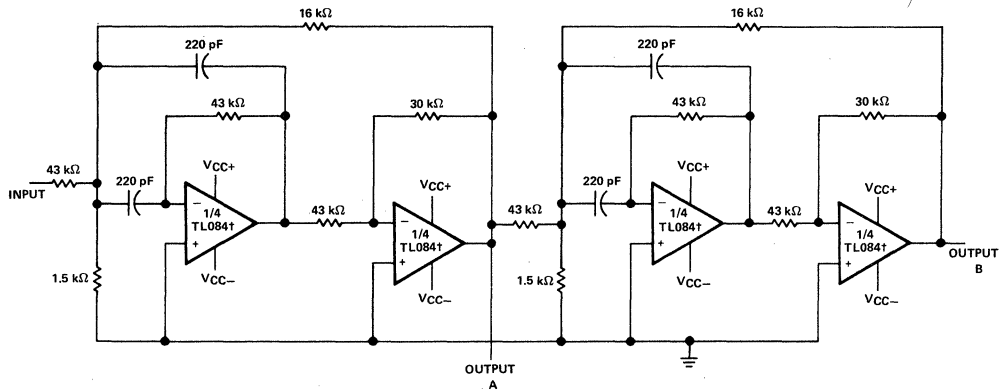 16 kΩ
16 kΩ
220 pF
220 pF
43 kΩ
30 kΩ
43 kΩ
30 kΩ
43 kΩ
INPUT
220 pF
VCC+
−
1/4
TL084†
+
VCC−
1.5 kΩ
43 kΩ
VCC+
−
1/4
TL084†
+
VCC−
43 kΩ
220 pF
VCC+
−
1/4
TL084†
+
VCC−
1.5 kΩ
43 kΩ
VCC+
−
1/4
TL084†
+
VCC−
OUTPUT
A
OUTPUT
B